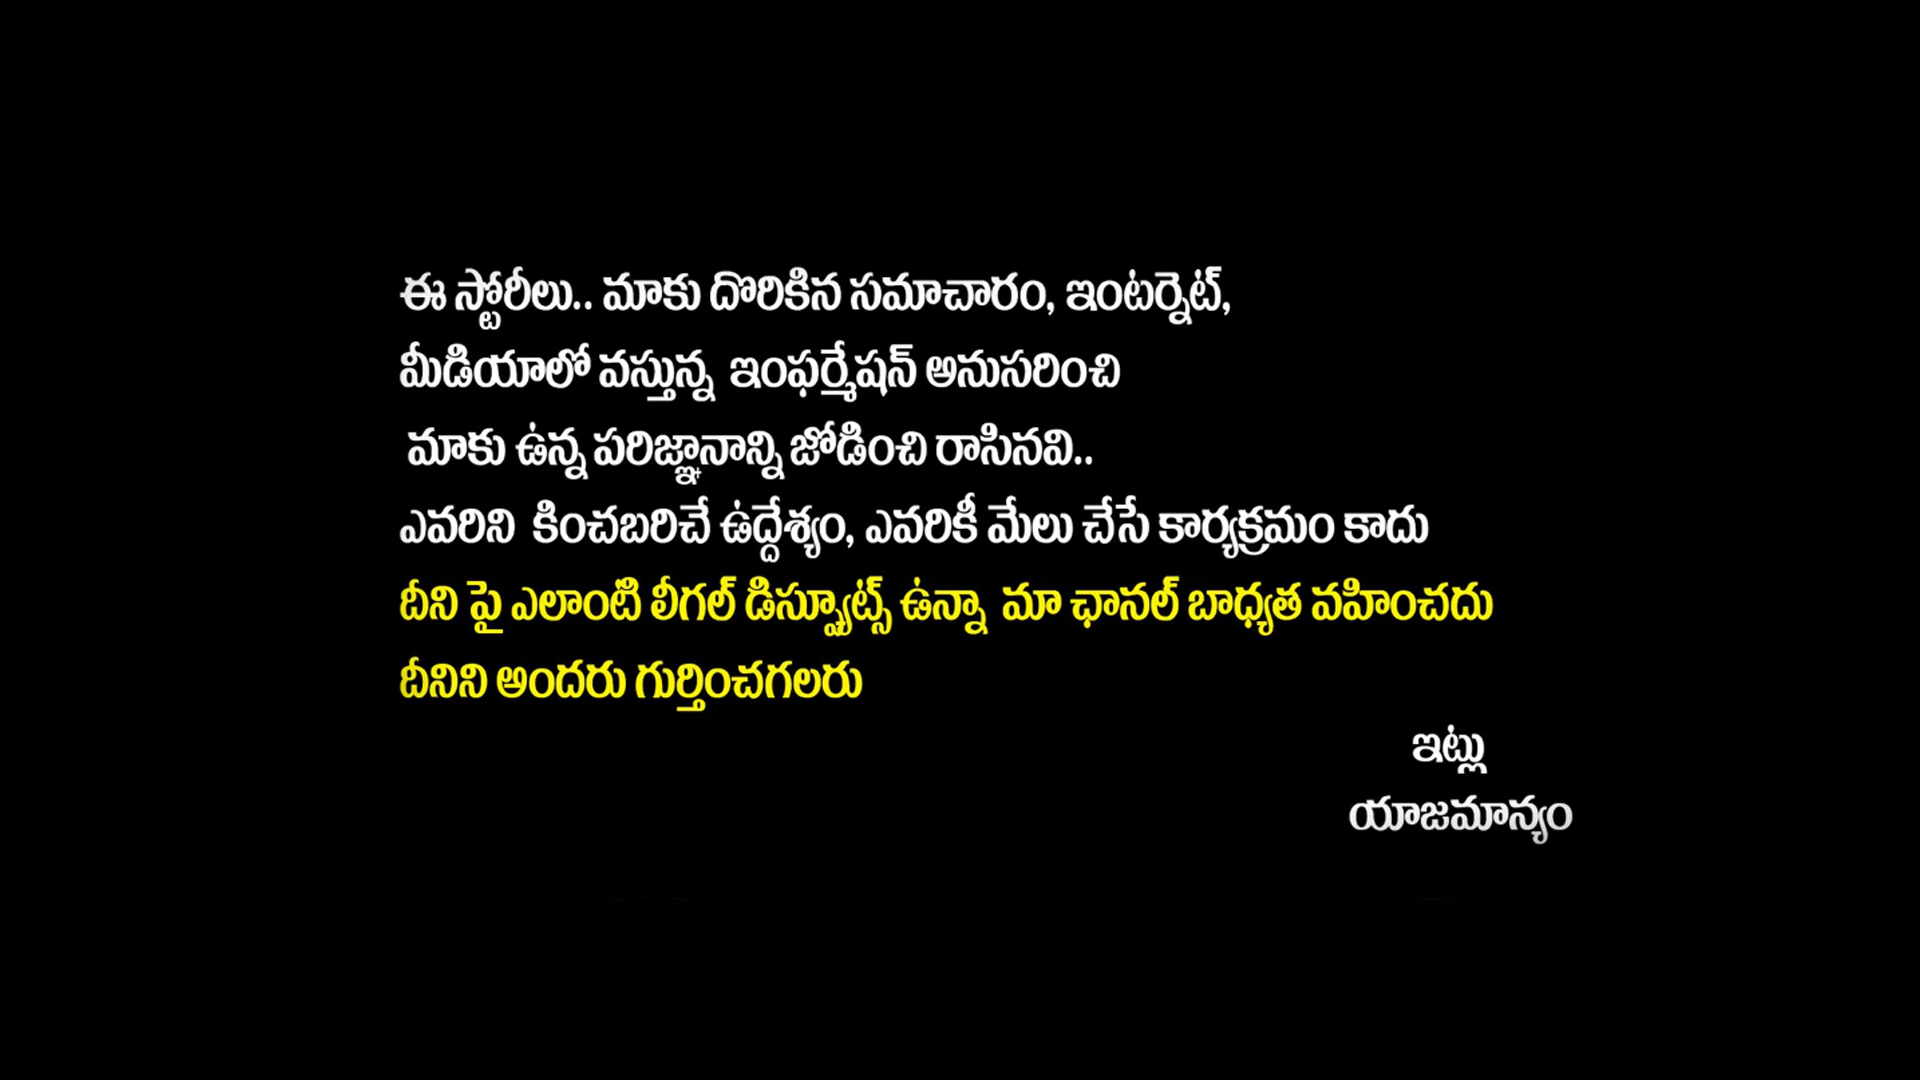 ఈ స్టోరీలు.. మాకు దొరికిన సమాచారం, ఇంటర్నెట్,
మీడియాలో వస్తున్న ఇంఫర్మేషన్ అనుసరించి
మాకు ఉన్న పరిజ్ఞానాన్ని జోడించి రాసినవి..
ఎవరిని కించబరిచే ఉద్దేశ్యం, ఎవరికీ మేలు చేసే కార్యక్రమం కాదు
దీని పై ఎలాంటి లీగల్ డిస్ప్యూట్స్ ఉన్నా మా ఛానల్ బాధ్యత వహించదు
దీనిని అందరు గుర్తించగలరు
ఇట్లు
యాజమాన్యం